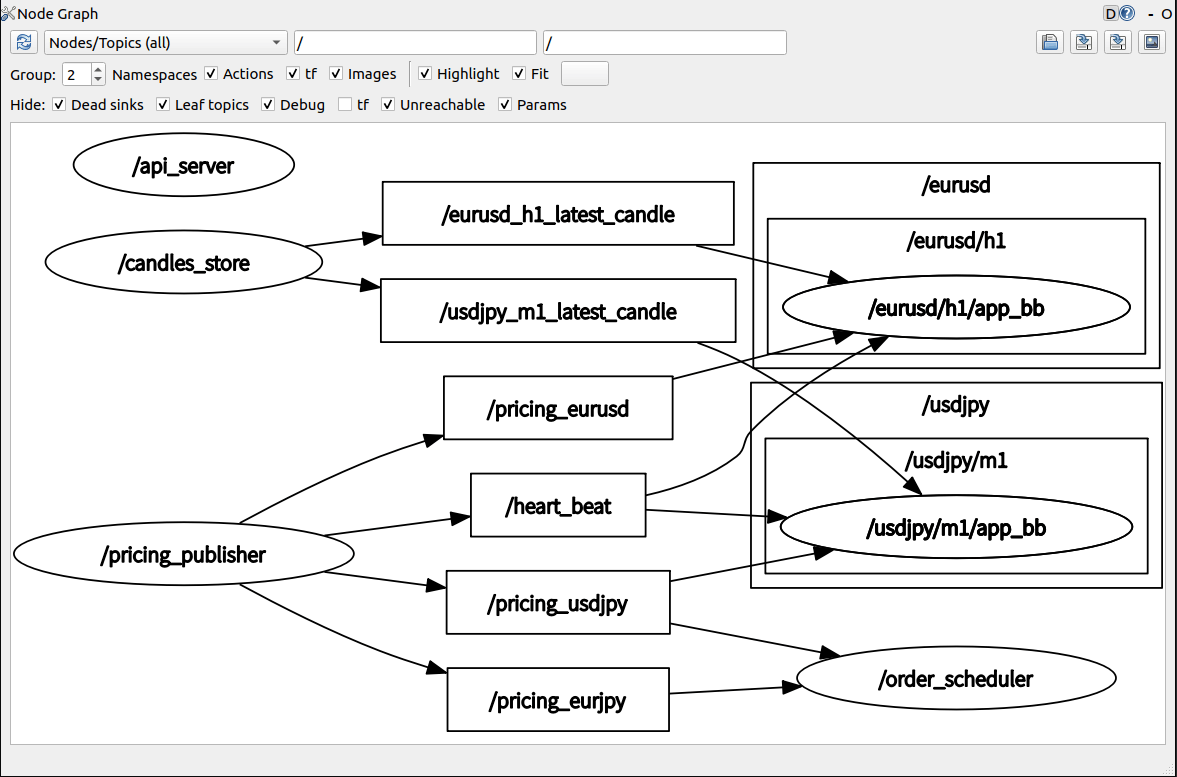 Node Graph
D ? - O
Nodes/Topics (all) / /
Group: 2 Namespaces Actions tf Images Highlight Fit
Hide: Dead sinks Leaf topics Debug tf Unreachable Params
/api_server
/eurusd
/eurusd_h1_latest_candle
/eurusd/h1
/candles_store
/usdjpy_m1_latest_candle
/eurusd/h1/app_bb
/pricing_eurusd
/usdjpy
/usdjpy/m1
/heart_beat
/usdjpy/m1/app_bb
/pricing_publisher
/pricing_usdjpy
/order_scheduler
/pricing_eurjpy